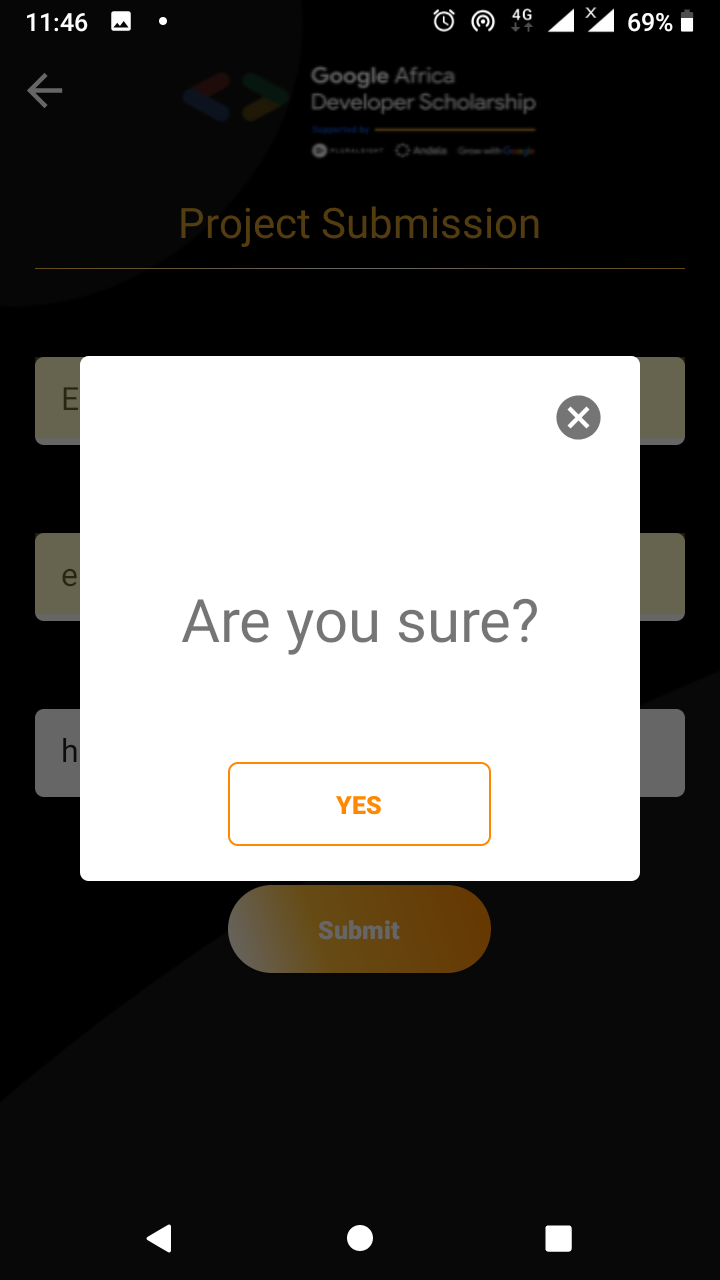 11:46 4G X 69%
Google Africa
Developer Scholarship
Supported by
PLURALSIGHT Andela Grow with Google
Project Submission
E
Are you sure?
e
h
YES
Submit